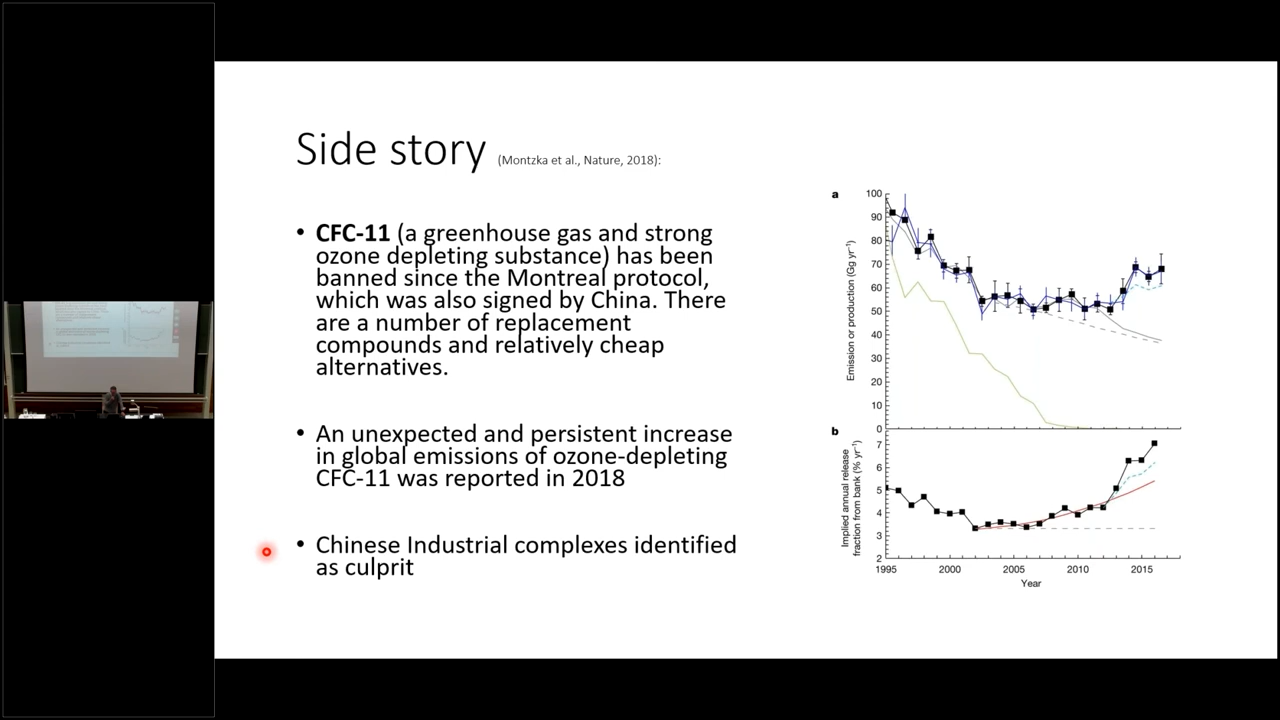 Side story (Montzka et al., Nature, 2018):
• CFC-11 (a greenhouse gas and strong
ozone depleting substance) has been
banned since the Montreal protocol,
which was also signed by China. There
are a number of replacement
compounds and relatively cheap
alternatives.
• An unexpected and persistent increase
in global emissions of ozone-depleting
CFC-11 was reported in 2018
• Chinese Industrial complexes identified
as culprit
a
Emission or production (Gg yr⁻¹)
100
90
80
70
60
50
40
30
20
10
0
b
Implied annual release
fraction from bank (% yr⁻¹)
7
6
5
4
3
2
1995 2000 2005 2010 2015
Year